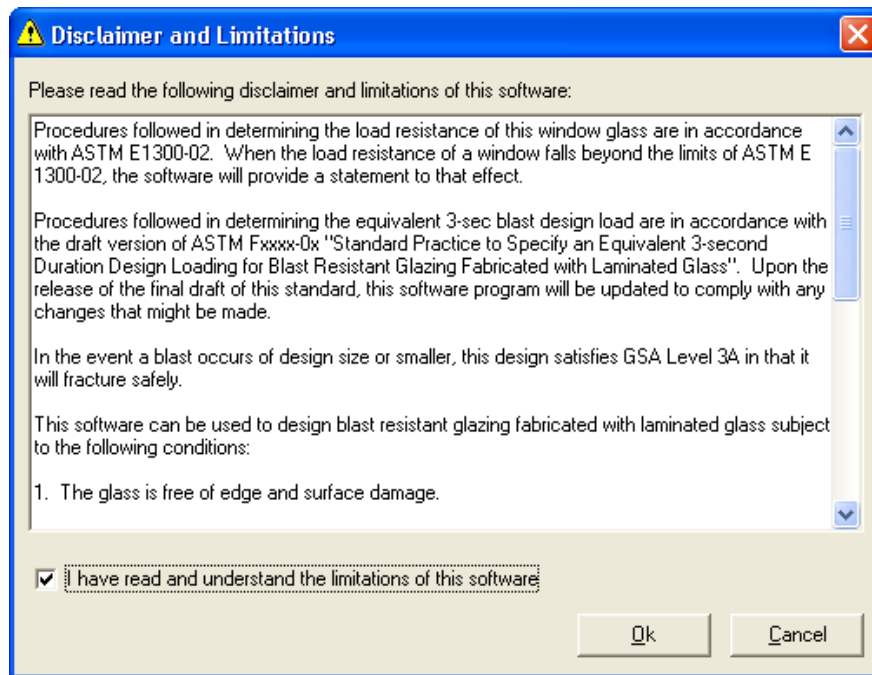 Disclaimer and Limitations
Please read the following disclaimer and limitations of this software:
Procedures followed in determining the load resistance of this window glass are in accordance
with ASTM E1300-02.  When the load resistance of a window falls beyond the limits of ASTM E
1300-02, the software will provide a statement to that effect.
Procedures followed in determining the equivalent 3-sec blast design load are in accordance with
the draft version of ASTM Fxxxx-0x "Standard Practice to Specify an Equivalent 3-second
Duration Design Loading for Blast Resistant Glazing Fabricated with Laminated Glass".  Upon the
release of the final draft of this standard, this software program will be updated to comply with any
changes that might be made.
In the event a blast occurs of design size or smaller, this design satisfies GSA Level 3A in that it
will fracture safely.
This software can be used to design blast resistant glazing fabricated with laminated glass subject
to the following conditions:
1.  The glass is free of edge and surface damage.
I have read and understand the limitations of this software
Ok
Cancel